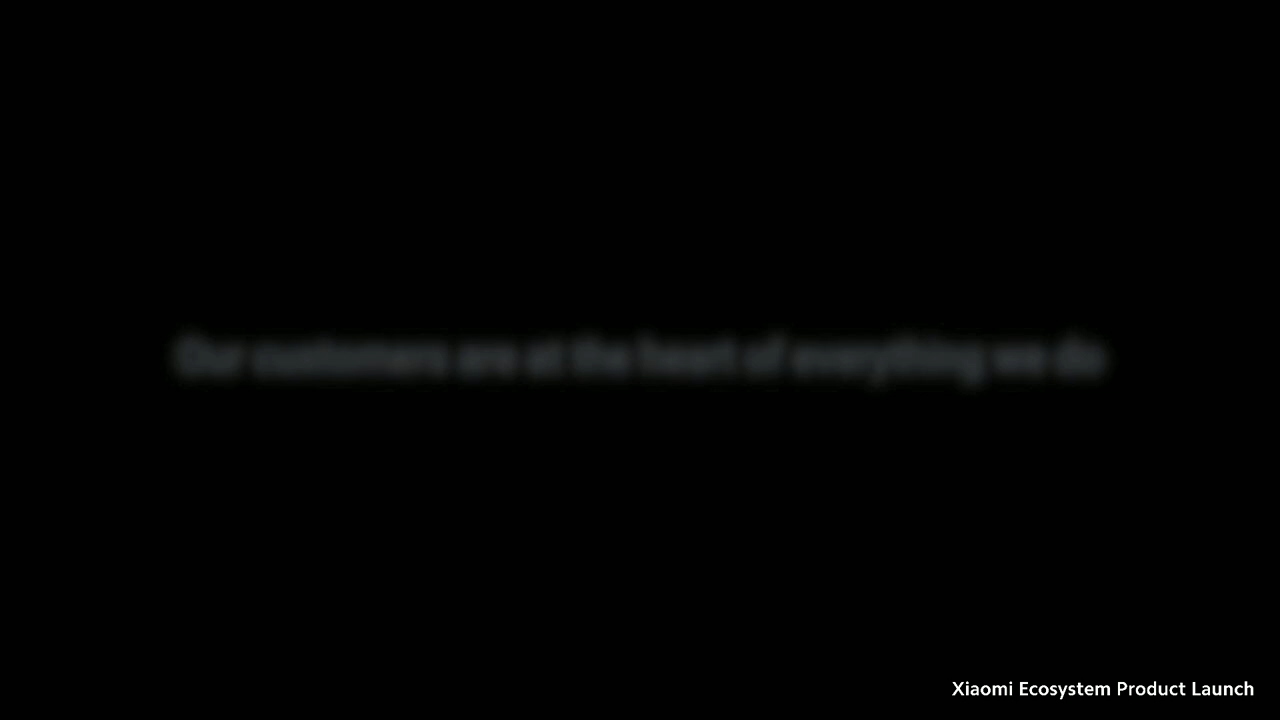 Our customers are at the heart of everything we do
Xiaomi Ecosystem Product Launch